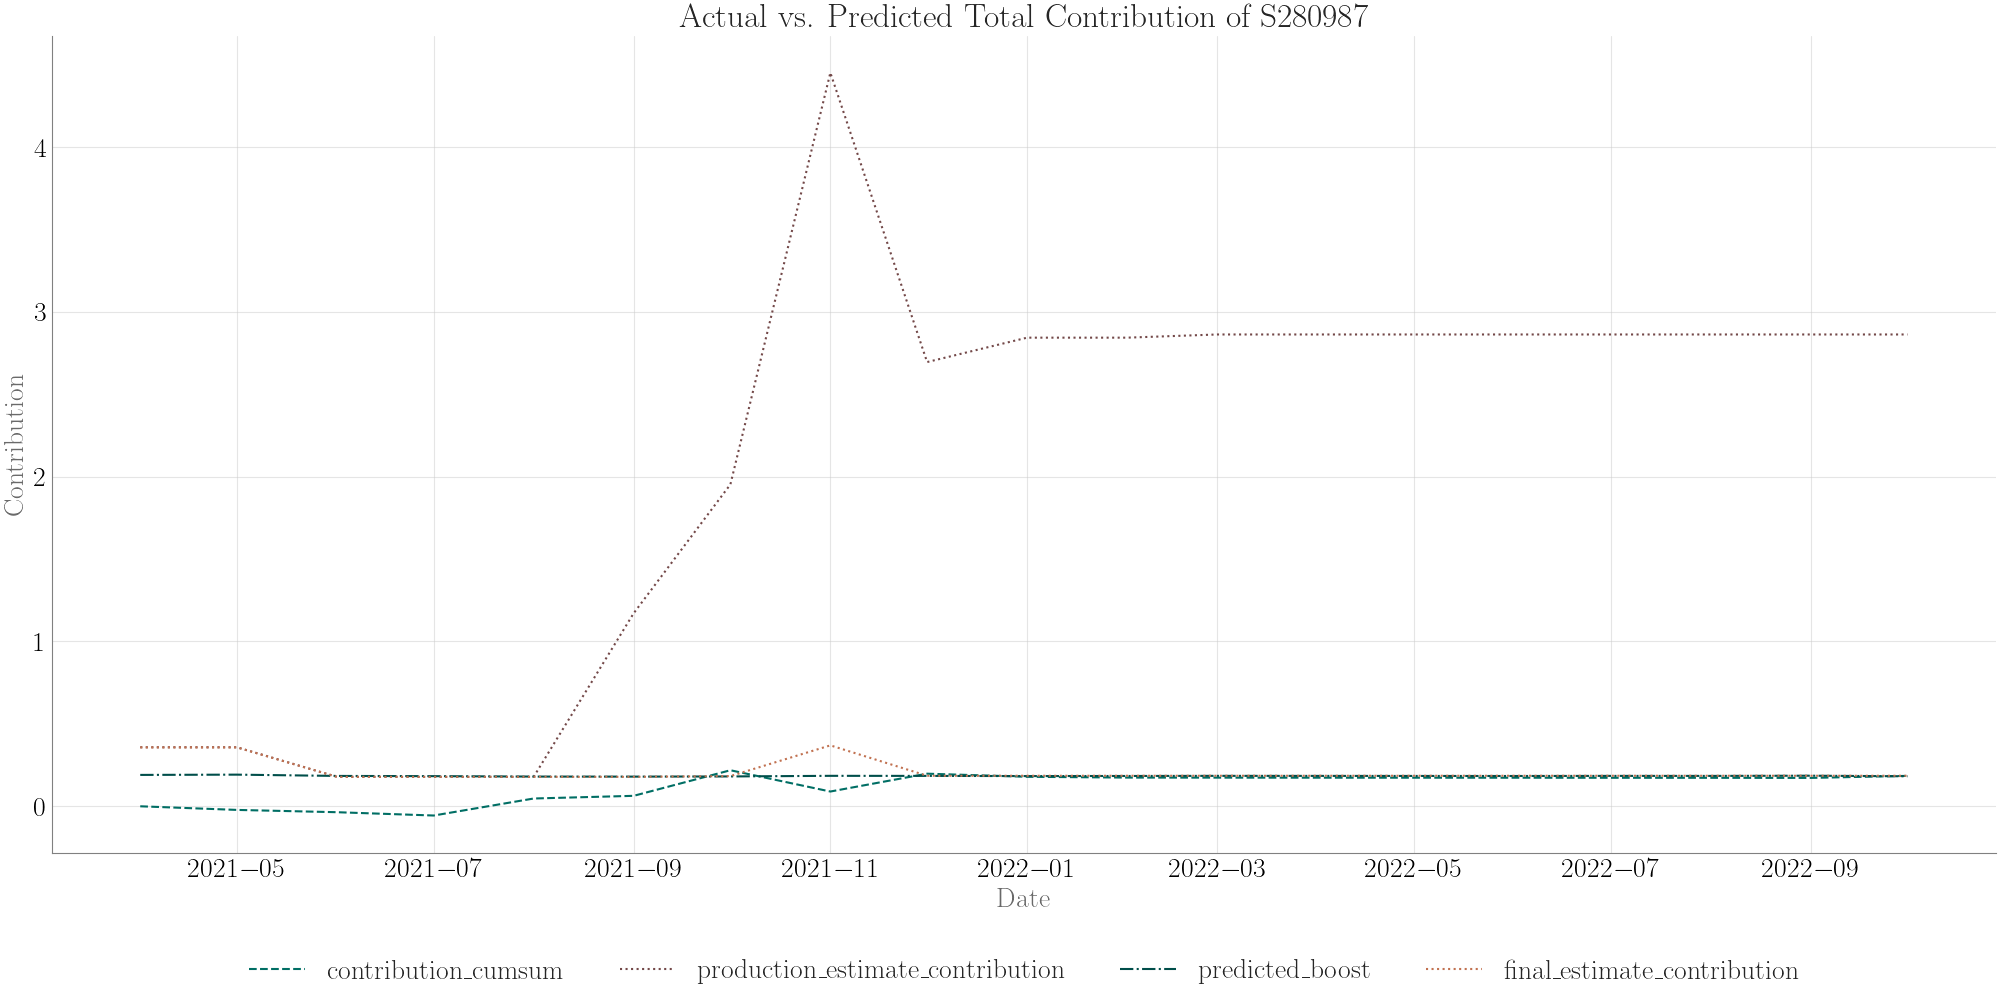 Actual vs. Predicted Total Contribution of S280987
Contribution
4
3
2
1
0
2021−05 2021−07 2021−09 2021−11 2022−01 2022−03 2022−05 2022−07 2022−09
Date
contribution_cumsum production_estimate_contribution predicted_boost final_estimate_contribution